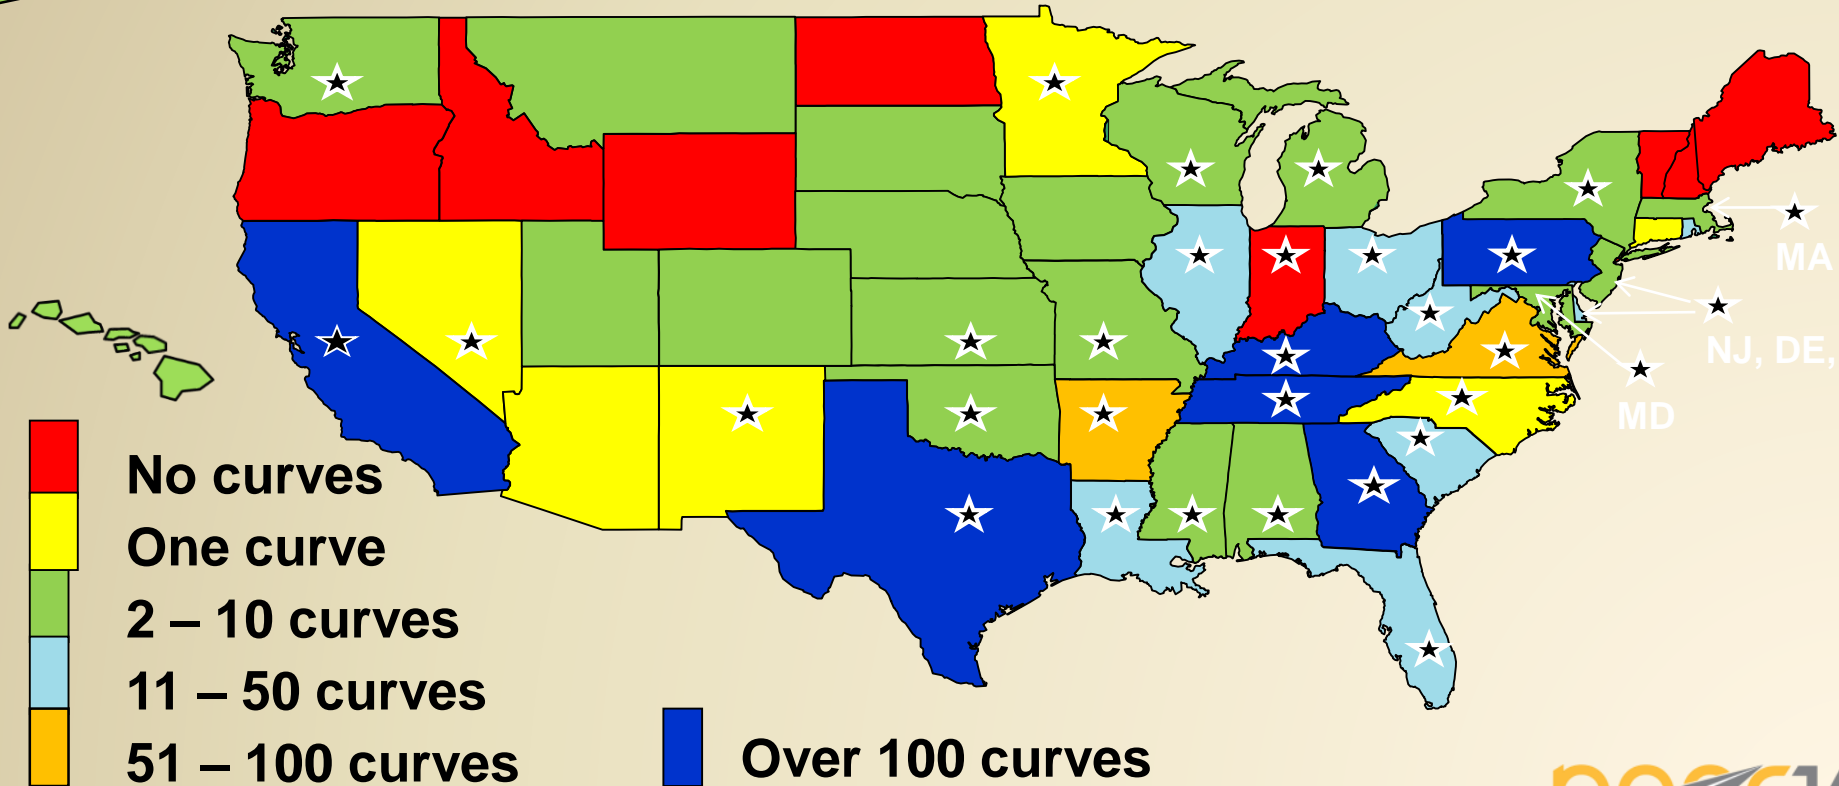 MA
NJ, DE,
MD
No curves
One curve
2 – 10 curves
11 – 50 curves
51 – 100 curves
Over 100 curves